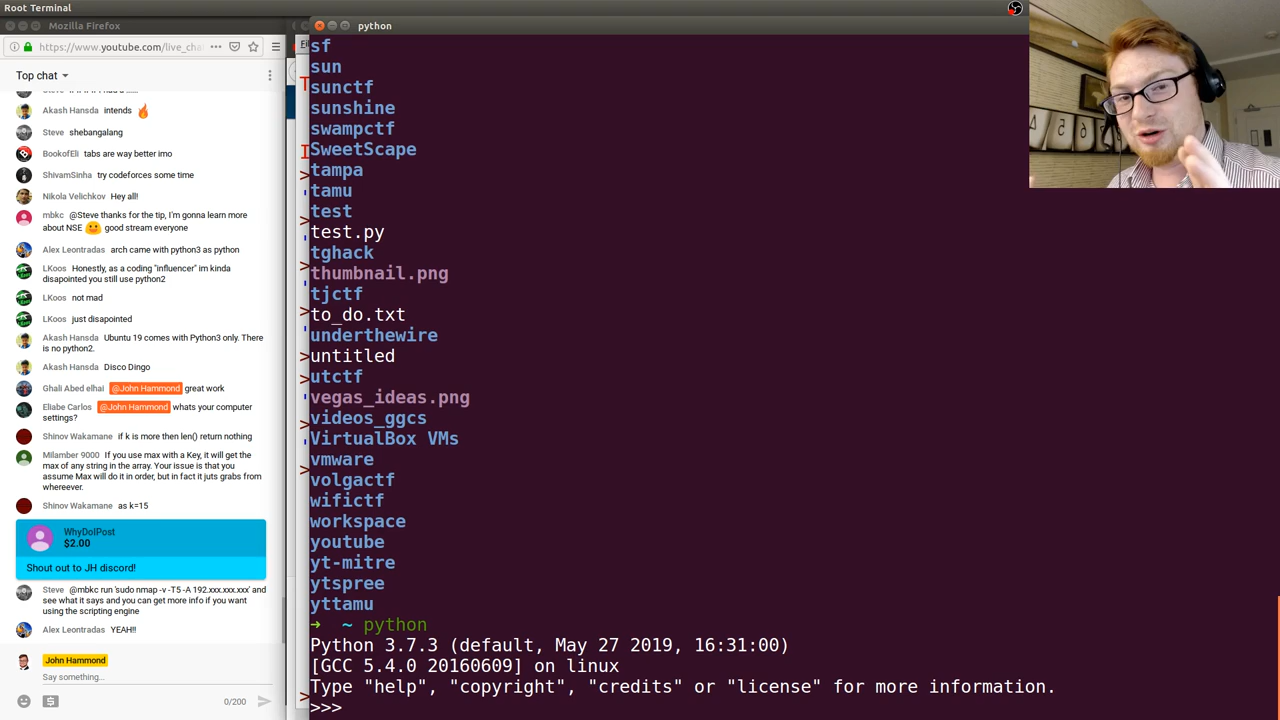 Root Terminal
Mozilla Firefox
https://www.youtube.com/live_cha
Top chat
Akash Hansda intends
Steve shebangalang
BookofEli tabs are way better imo
ShivamSinha try codeforces some time
Nikola Velichkov Hey all!
mbkc @Steve thanks for the tip, I'm gonna learn more
about NSE good stream everyone
Alex Leontradas arch came with python3 as python
LKoos Honestly, as a coding "influencer" im kinda
disapointed you still use python2
LKoos not mad
LKoos just disapointed
Akash Hansda Ubuntu 19 comes with Python3 only. There
is no python2.
Akash Hansda Disco Dingo
Ghali Abed elhai @John Hammond great work
Eliabe Carlos @John Hammond whats your computer
settings?
Shinov Wakamane if k is more then len() return nothing
Milamber 9000 If you use max with a Key, it will get the
max of any string in the array. Your issue is that you
assume Max will do it in order, but in fact it juts grabs from
whereever.
Shinov Wakamane as k=15
WhyDoIPost
$2.00
Shout out to JH discord!
Steve @mbkc run 'sudo nmap -v -T5 -A 192.xxx.xxx.xxx' and
see what it says and you can get more info if you want
using the scripting engine
Alex Leontradas YEAH!!
John Hammond
Say something...
0/200
python
sf
sun
sunctf
sunshine
swampctf
SweetScape
tampa
tamu
test
test.py
tghack
thumbnail.png
tjctf
to_do.txt
underthewire
untitled
utctf
vegas_ideas.png
videos_ggcs
VirtualBox VMs
vmware
volgactf
wifictf
workspace
youtube
yt-mitre
ytspree
yttamu
➜ ~ python
Python 3.7.3 (default, May 27 2019, 16:31:00)
[GCC 5.4.0 20160609] on linux
Type "help", "copyright", "credits" or "license" for more information.
>>>